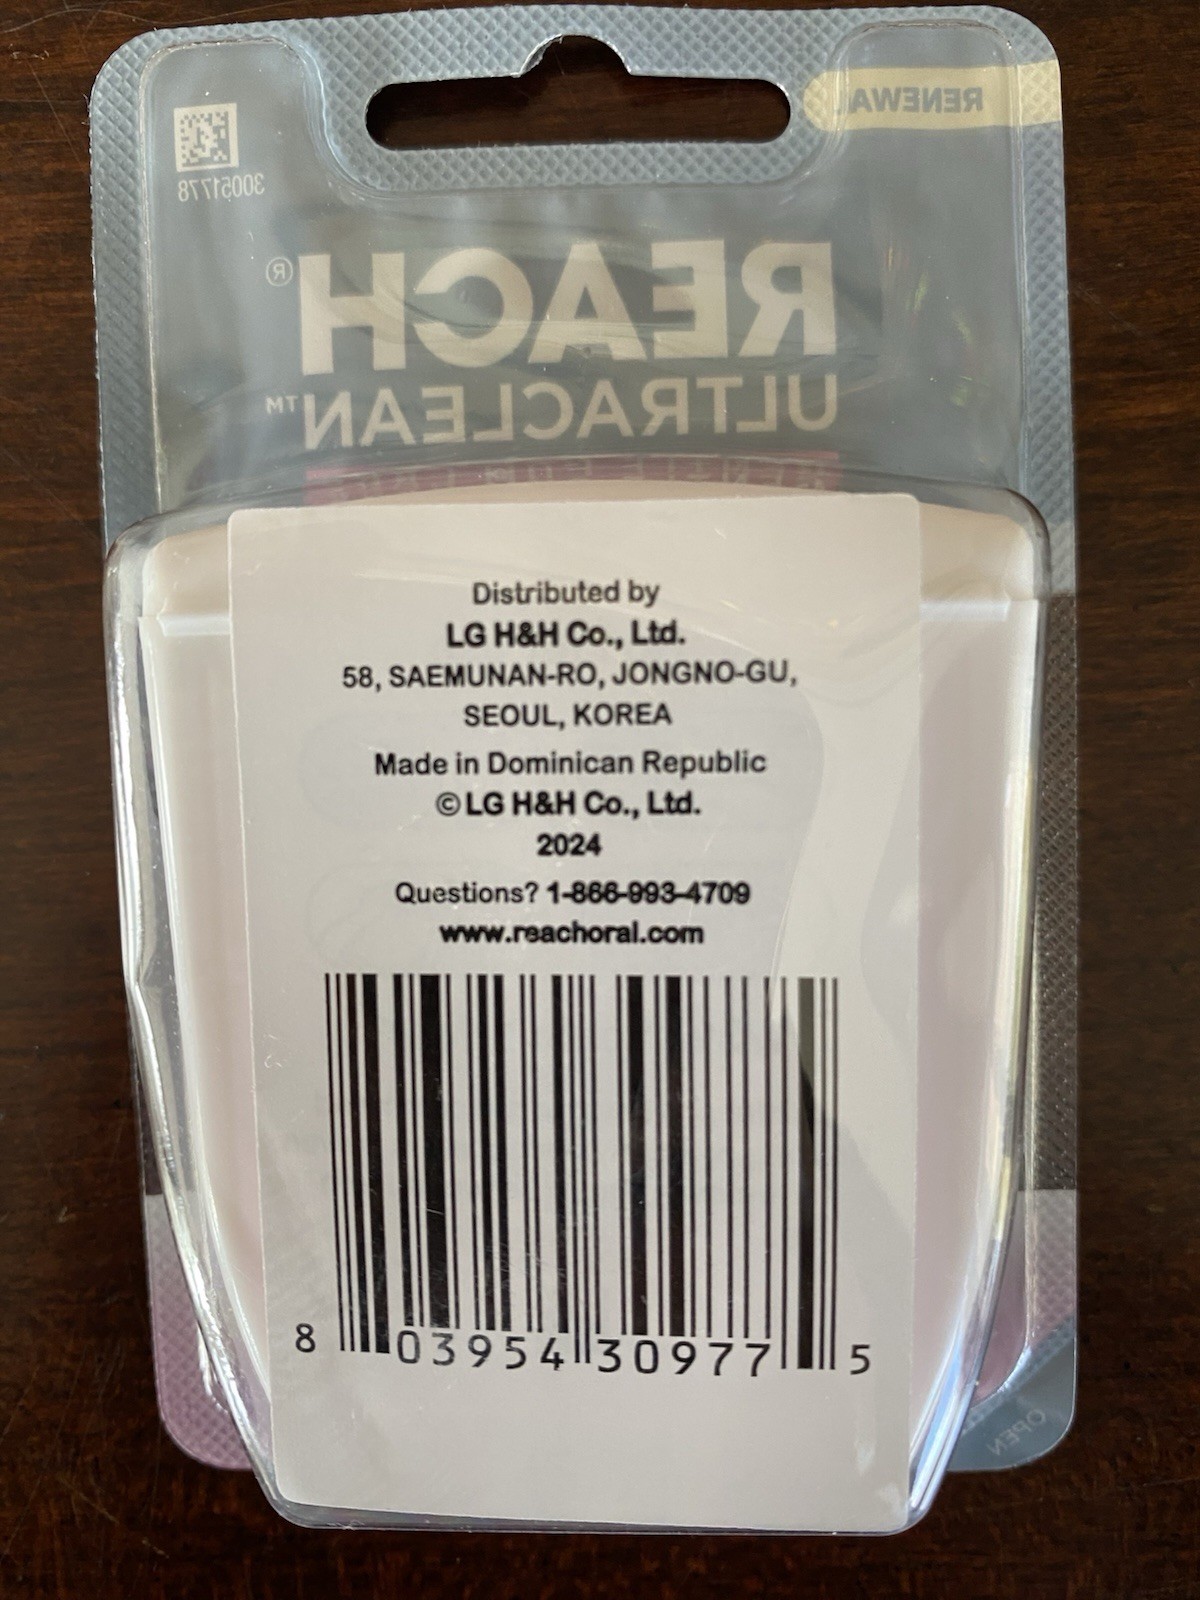 RENEWAL
30051778
REACH®
ULTRACLEAN™
Distributed by
LG H&H Co., Ltd.
58, SAEMUNAN-RO, JONGNO-GU,
SEOUL, KOREA
Made in Dominican Republic
© LG H&H Co., Ltd.
2024
Questions? 1-866-993-4709
www.reachoral.com
8 03954 30977 5
OPEN